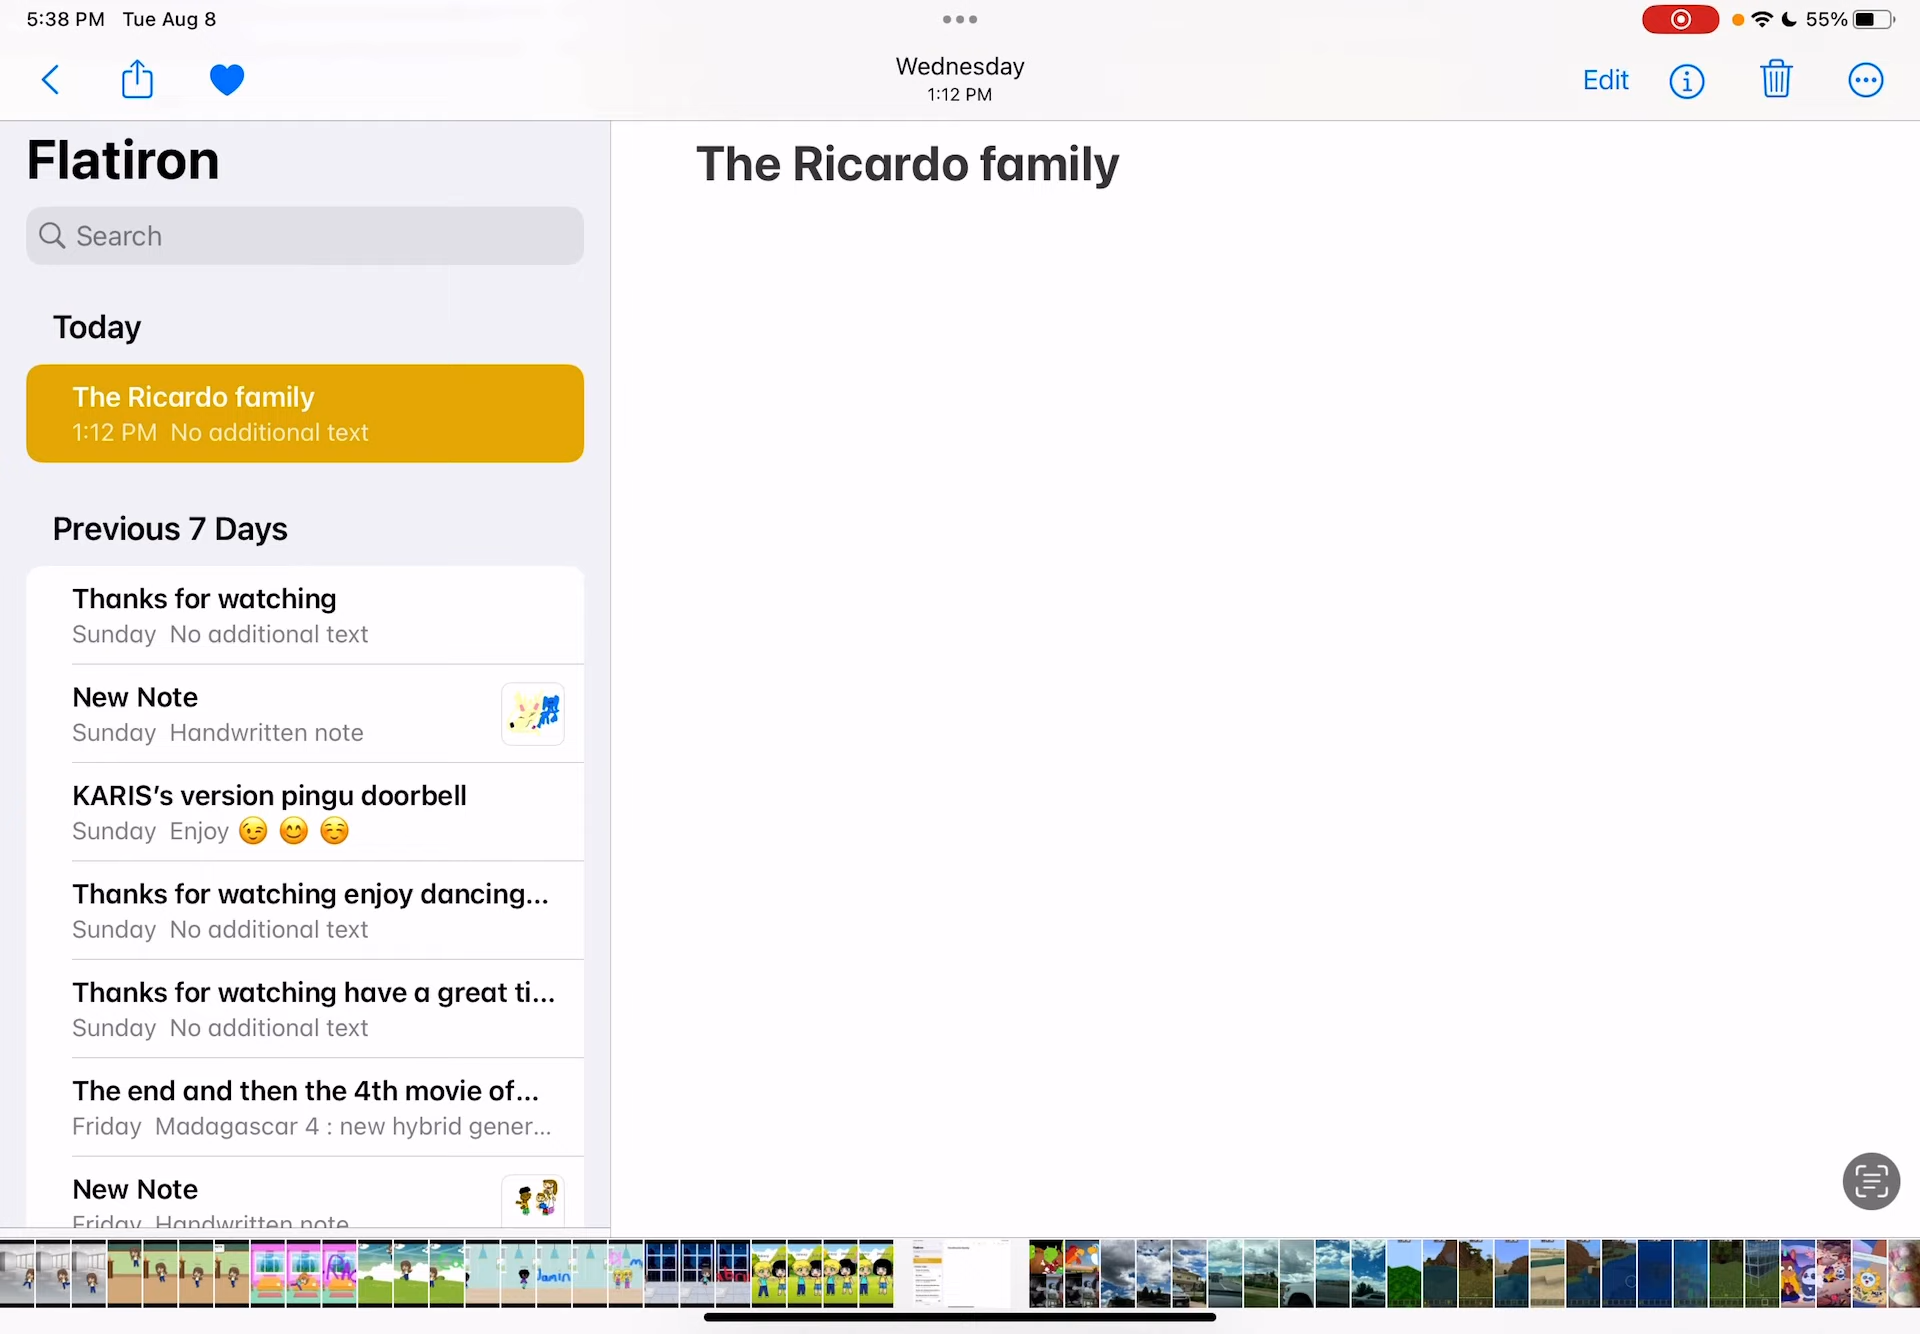 5:38 PM Tue Aug 8
55%
Wednesday
1:12 PM
Edit
Flatiron
Search
Today
The Ricardo family
1:12 PM No additional text
Previous 7 Days
Thanks for watching
Sunday No additional text
New Note
Sunday Handwritten note
KARIS’s version pingu doorbell
Sunday Enjoy 😉 😊 ☺️
Thanks for watching enjoy dancing...
Sunday No additional text
Thanks for watching have a great ti...
Sunday No additional text
The end and then the 4th movie of...
Friday Madagascar 4 : new hybrid gener...
New Note
Friday Handwritten note
The Ricardo family